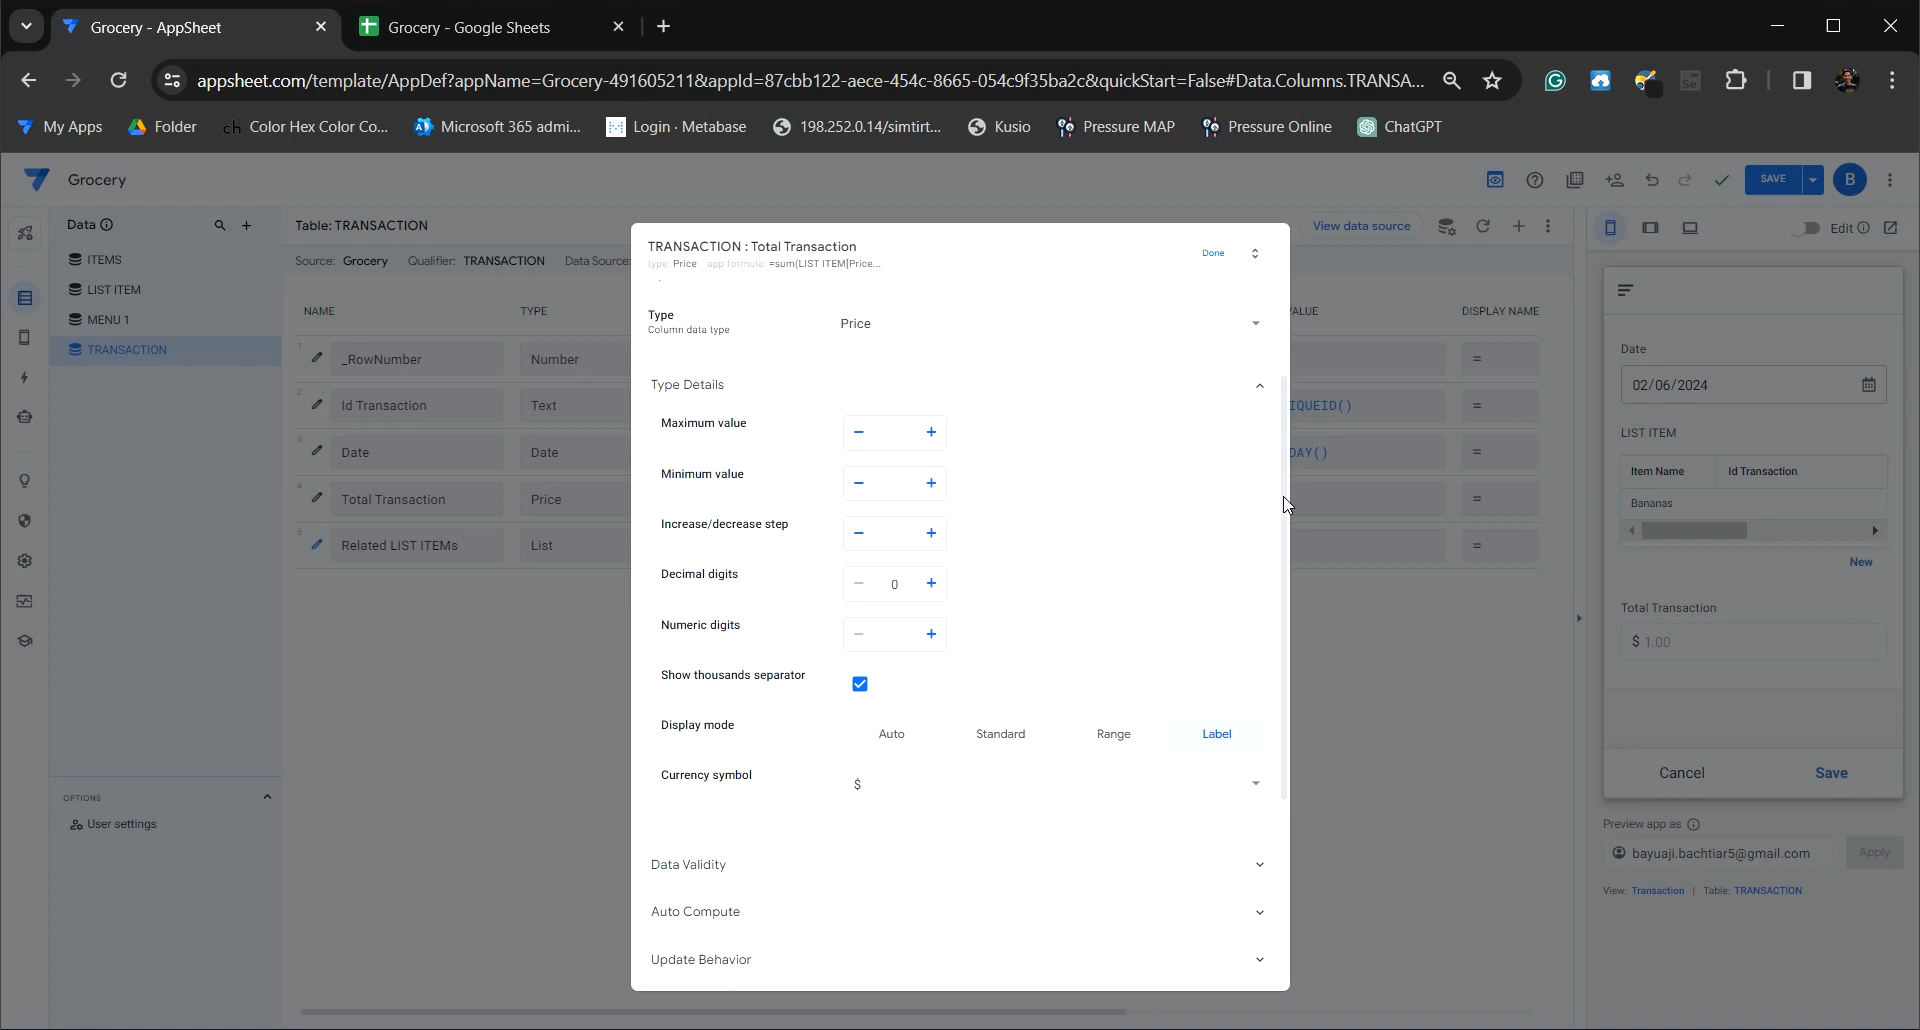 Grocery - AppSheet
Grocery - Google Sheets
appsheet.com/template/AppDef?appName=Grocery-491605211&appId=87cbb122-aece-454c-8665-054c9f35ba2c&quickStart=False#Data.Columns.TRANSA...
My Apps
Folder
ch Color Hex Color Co...
Microsoft 365 admi...
Login · Metabase
198.252.0.14/simtirt...
Kusio
Pressure MAP
Pressure Online
ChatGPT
Grocery
SAVE
B
Data
Table: TRANSACTION
View data source
Edit
Source: Grocery Qualifier: TRANSACTION Data Source:
ITEMS
LIST ITEM
MENU 1
TRANSACTION
OPTIONS
User settings
NAME TYPE
DISPLAY NAME
1 _RowNumber Number =
2 Id Transaction Text IQUEID() =
3 Date Date DAY() =
4 Total Transaction Price =
5 Related LIST ITEMs List =
TRANSACTION : Total Transaction
type: Price app formula: =sum(LIST ITEM[Price...
Done
Type
Column data type
Price
Type Details
Maximum value
Minimum value
Increase/decrease step
Decimal digits 0
Numeric digits
Show thousands separator
Display mode Auto Standard Range Label
Currency symbol $
Data Validity
Auto Compute
Update Behavior
Date
02/06/2024
LIST ITEM
Item Name Id Transaction
Bananas
New
Total Transaction
$ 1.00
Cancel Save
Preview app as
bayuaji.bachtiar5@gmail.com Apply
View: Transaction | Table: TRANSACTION